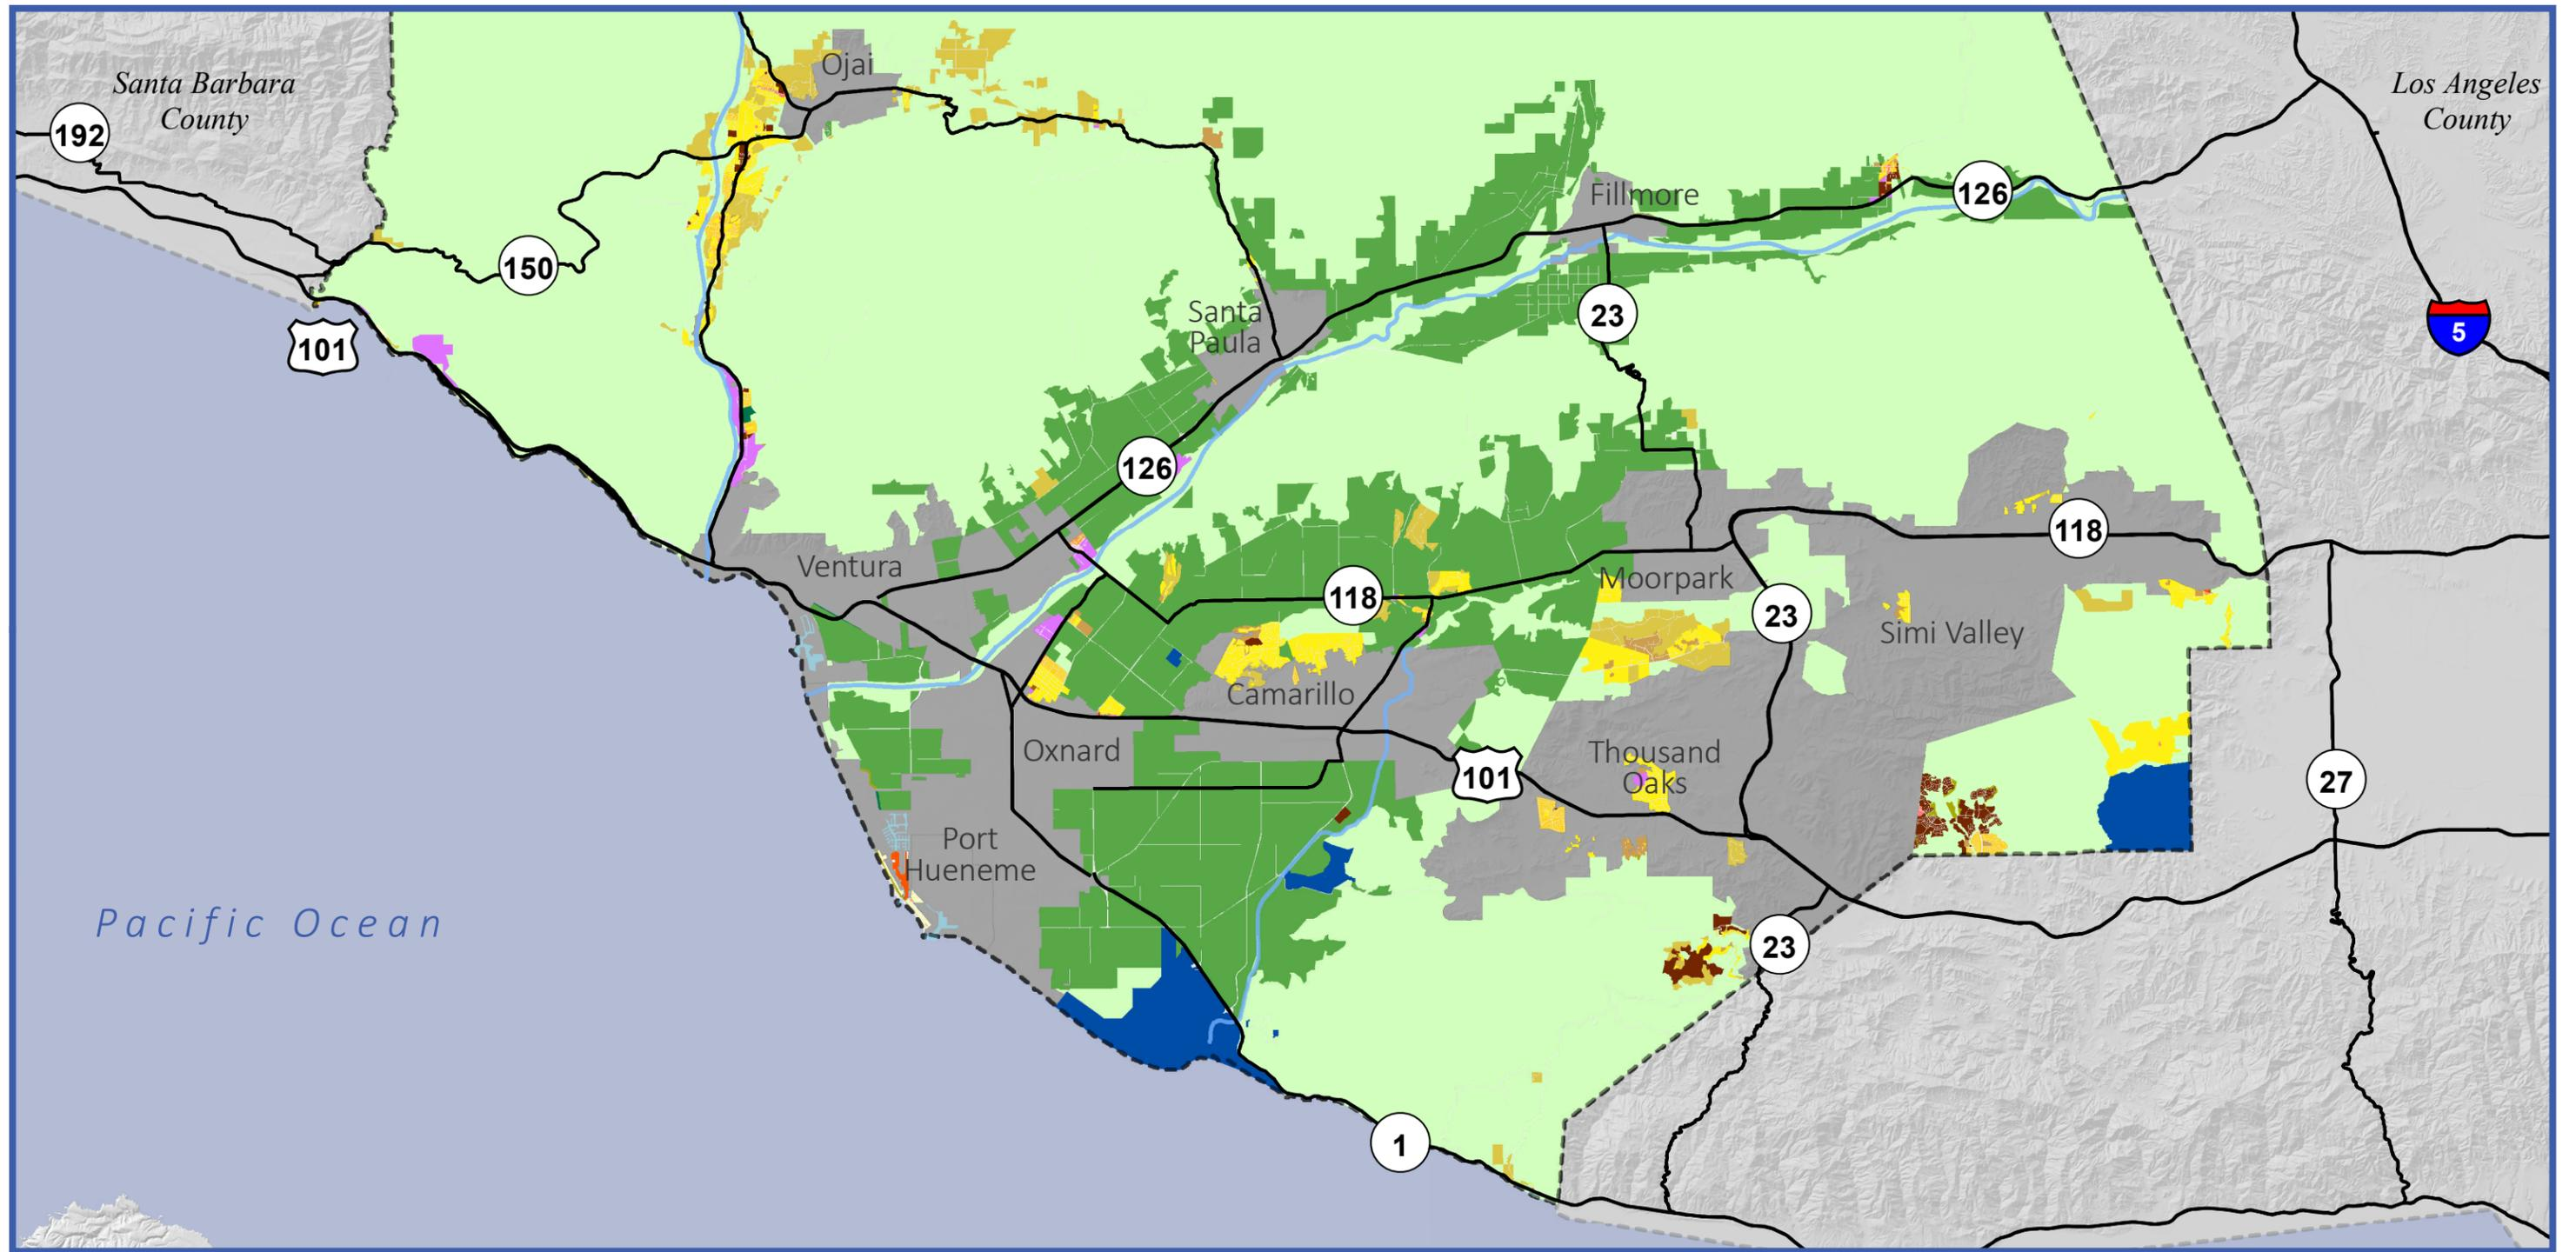 Ojai
Santa Barbara
County
Los Angeles
County
192
Fillmore
126
150
Santa
Paula
23
101
5
126
118
Ventura
Moorpark
118
23
Simi Valley
Camarillo
Oxnard
Thousand
Oaks
101
27
Port
Hueneme
Pacific Ocean
23
1